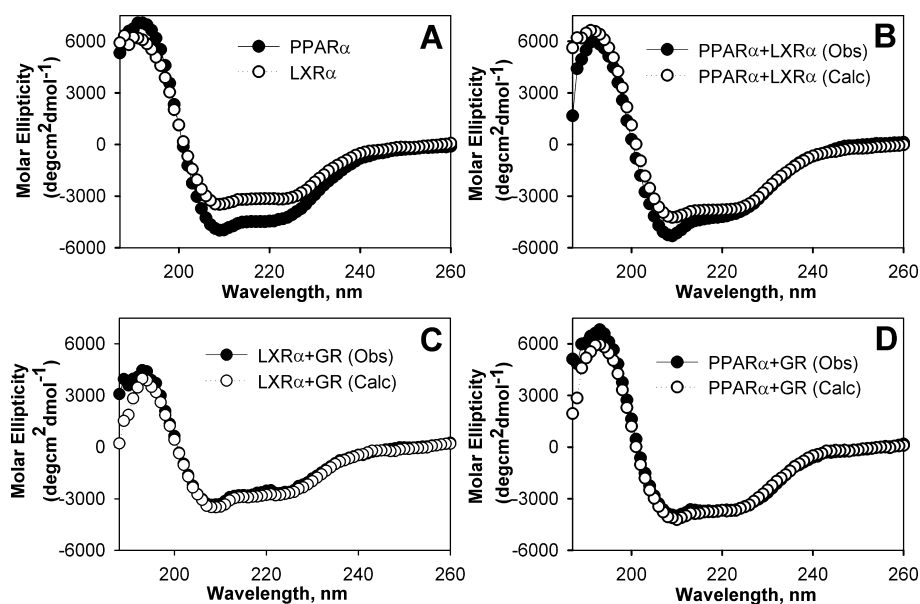 A
PPARα
LXRα
Molar Ellipticity
(degcm²dmol⁻¹)
6000
3000
0
-3000
-6000
200
220
240
260
Wavelength, nm
B
PPARα+LXRα (Obs)
PPARα+LXRα (Calc)
Molar Ellipticity
(degcm²dmol⁻¹)
6000
3000
0
-3000
-6000
200
220
240
260
Wavelength, nm
C
LXRα+GR (Obs)
LXRα+GR (Calc)
Molar Ellipticity
(degcm²dmol⁻¹)
6000
3000
0
-3000
-6000
200
220
240
260
Wavelength, nm
D
PPARα+GR (Obs)
PPARα+GR (Calc)
Molar Ellipticity
(degcm²dmol⁻¹)
6000
3000
0
-3000
-6000
200
220
240
260
Wavelength, nm